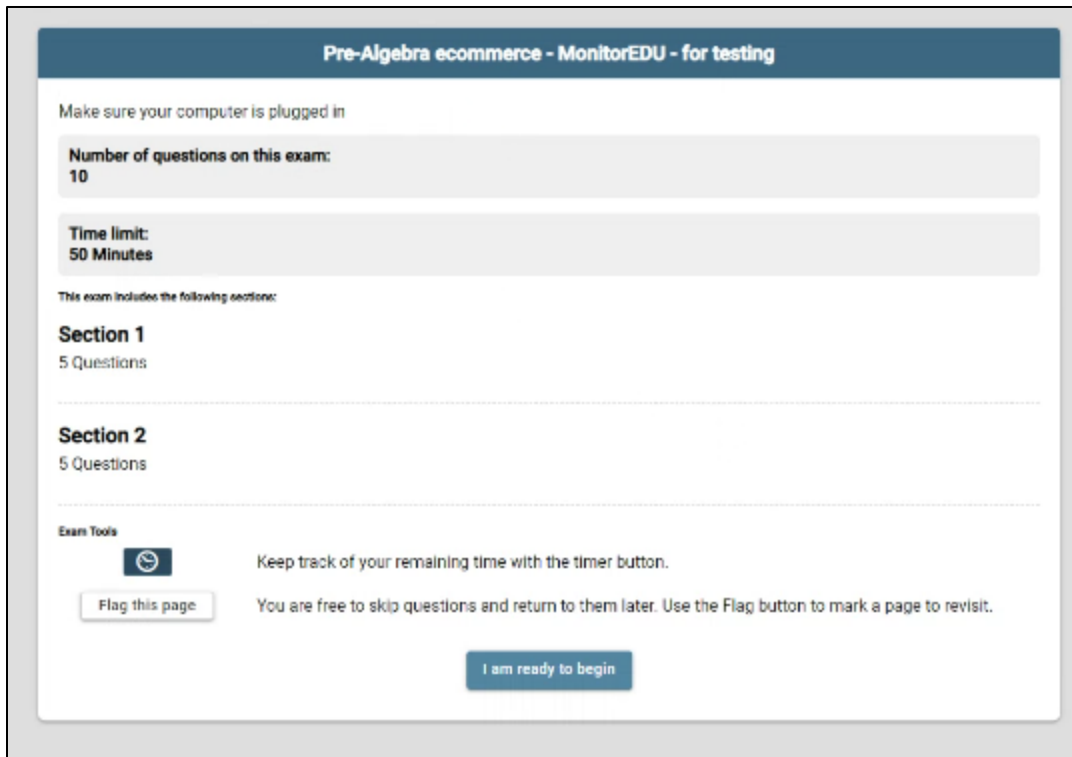 Pre-Algebra ecommerce - MonitorEDU - for testing
Make sure your computer is plugged in
Number of questions on this exam:
10
Time limit:
50 Minutes
This exam includes the following sections:
Section 1
5 Questions
Section 2
5 Questions
Exam Tools
Keep track of your remaining time with the timer button.
Flag this page
You are free to skip questions and return to them later. Use the Flag button to mark a page to revisit.
I am ready to begin